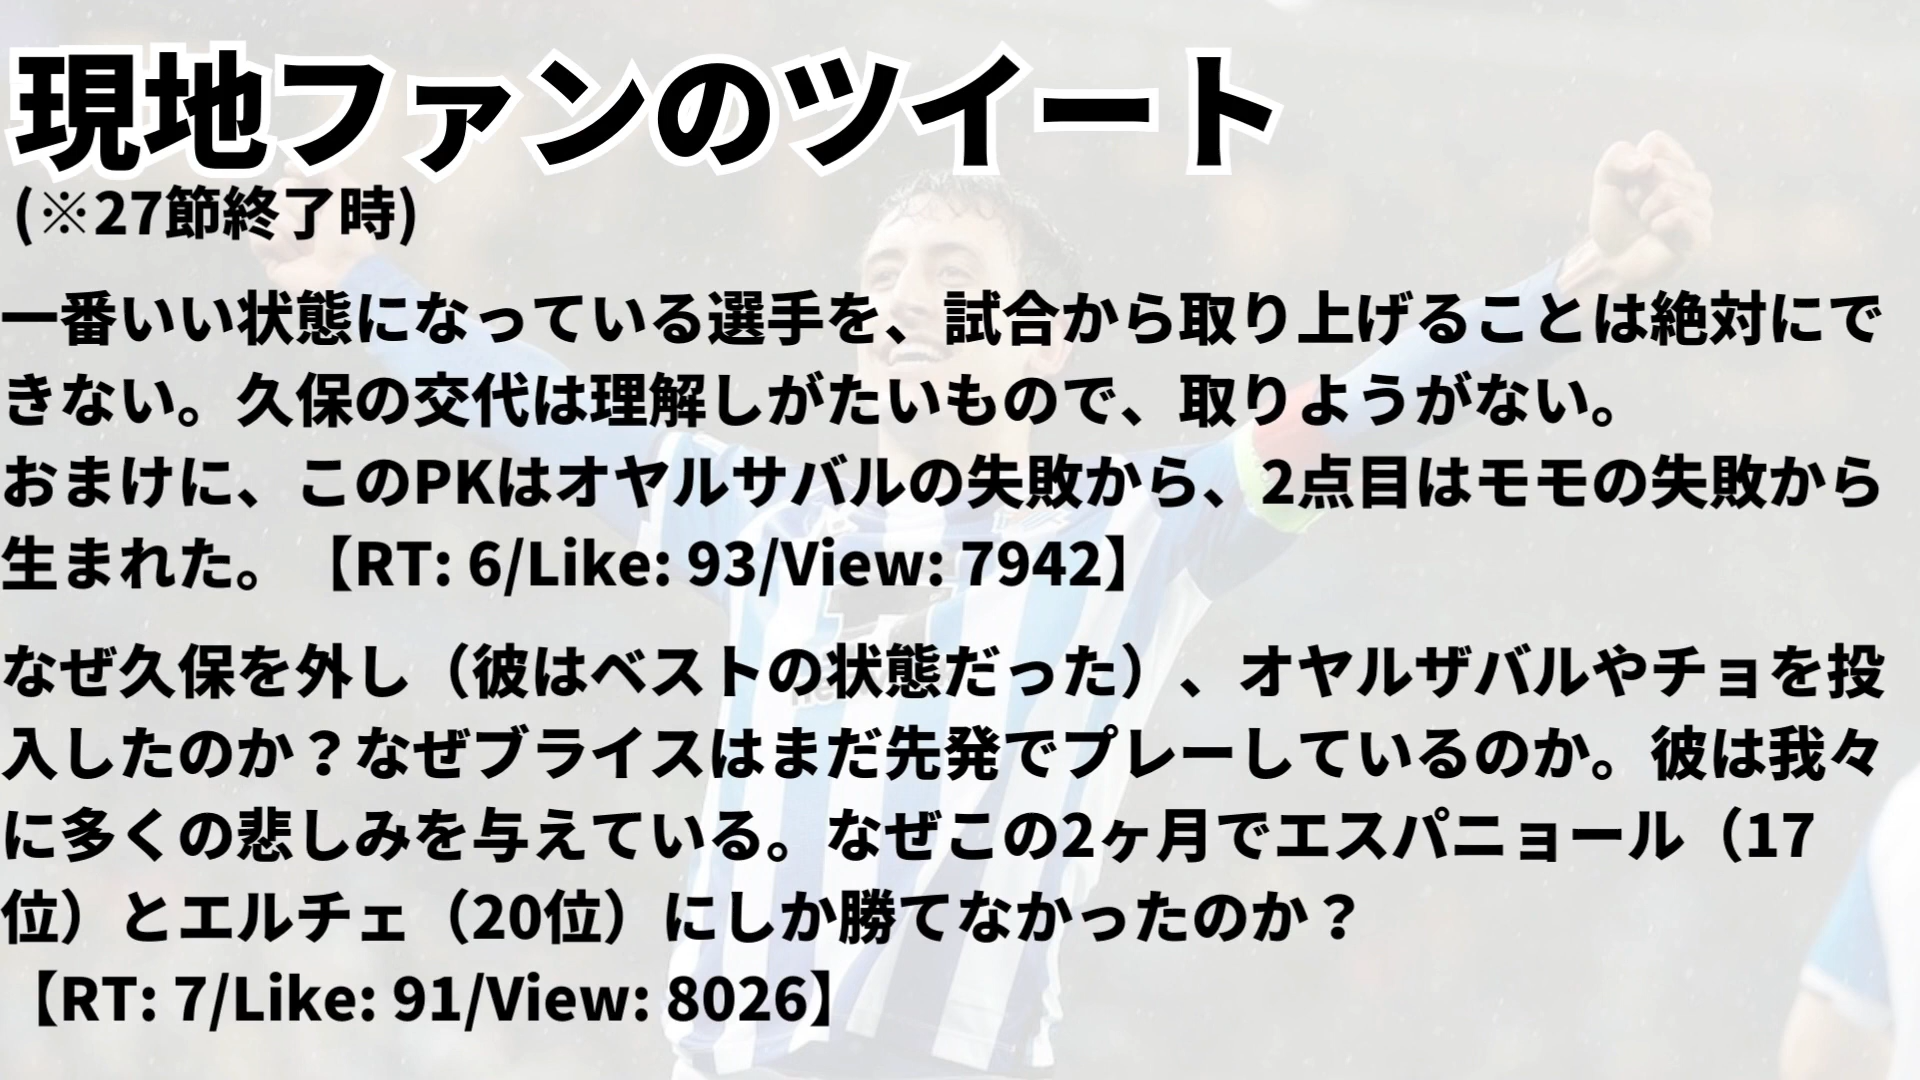 現地ファンのツイート
(※27節終了時)
一番いい状態になっている選手を、試合から取り上げることは絶対にで
きない。久保の交代は理解しがたいもので、取りようがない。
おまけに、このPKはオヤルサバルの失敗から、2点目はモモの失敗から
生まれた。【RT: 6/Like: 93/View: 7942】
なぜ久保を外し（彼はベストの状態だった）、オヤルザバルやチョを投
入したのか？なぜブライスはまだ先発でプレーしているのか。彼は我々
に多くの悲しみを与えている。なぜこの2ヶ月でエスパニョール（17
位）とエルチェ（20位）にしか勝てなかったのか？
【RT: 7/Like: 91/View: 8026】